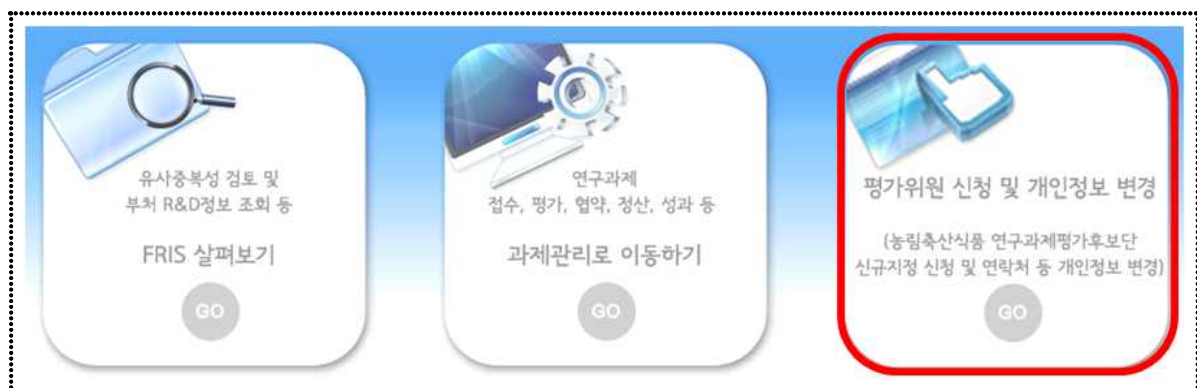 유사중복성 검토 및
부처 R&D정보 조회 등
FRIS 살펴보기
GO
연구과제
접수, 평가, 협약, 정산, 성과 등
과제관리로 이동하기
GO
평가위원 신청 및 개인정보 변경
(농림축산식품 연구과제평가후보단
신규지정 신청 및 연락처 등 개인정보 변경)
GO